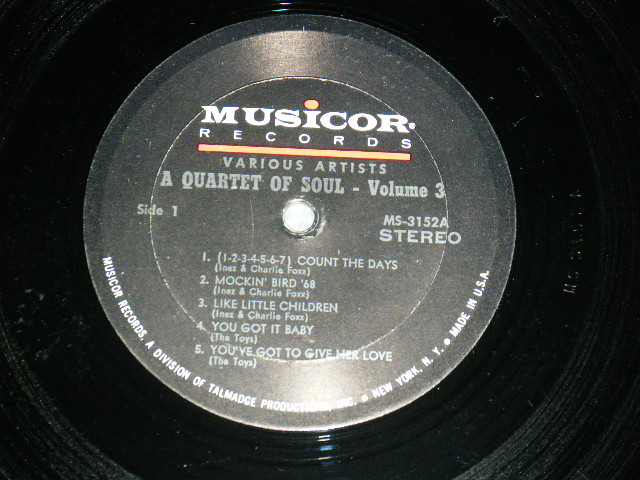 MUSICOR®
RECORDS
VARIOUS ARTISTS
A QUARTET OF SOUL - Volume 3
Side 1
MS-3152A
STEREO
1. (1-2-3-4-5-6-7) COUNT THE DAYS
(Inez & Charlie Foxx)
2. MOCKIN' BIRD '68
(Inez & Charlie Foxx)
3. LIKE LITTLE CHILDREN
(Inez & Charlie Foxx)
4. YOU GOT IT BABY
(The Toys)
5. YOU'VE GOT TO GIVE HER LOVE
(The Toys)
MUSICOR RECORDS, A DIVISION OF TALMADGE PRODUCTIONS, INC. ● NEW YORK, N. Y. ● MADE IN U.S.A.